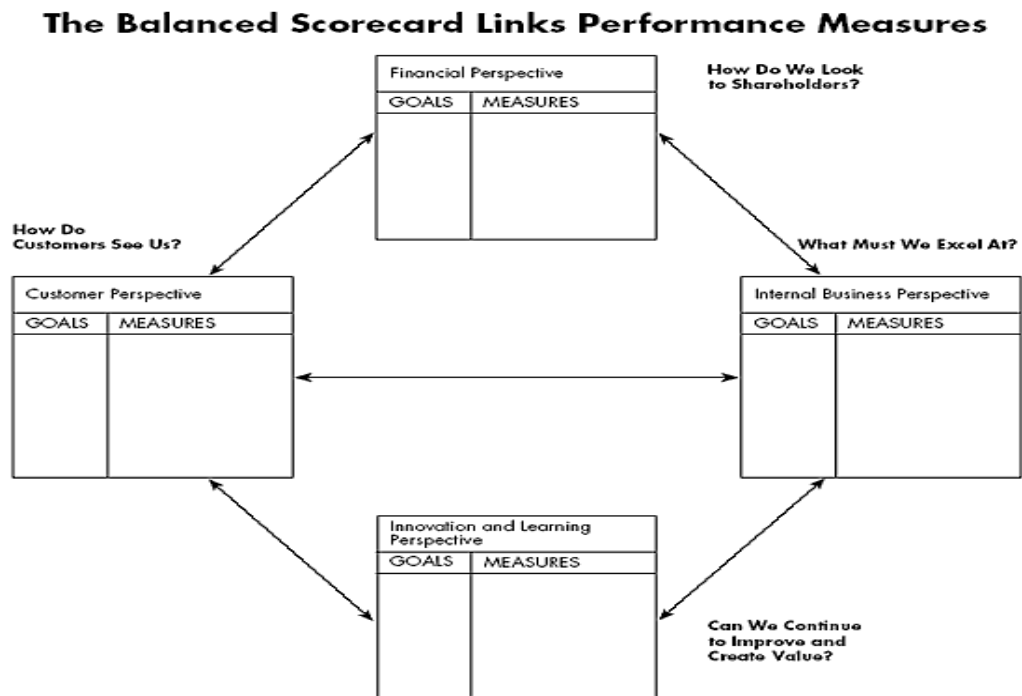 The Balanced Scorecard Links Performance Measures
Financial Perspective
GOALS MEASURES
How Do We Look
to Shareholders?
How Do
Customers See Us?
What Must We Excel At?
Customer Perspective
GOALS MEASURES
Internal Business Perspective
GOALS MEASURES
Innovation and Learning
Perspective
GOALS MEASURES
Can We Continue
to Improve and
Create Value?